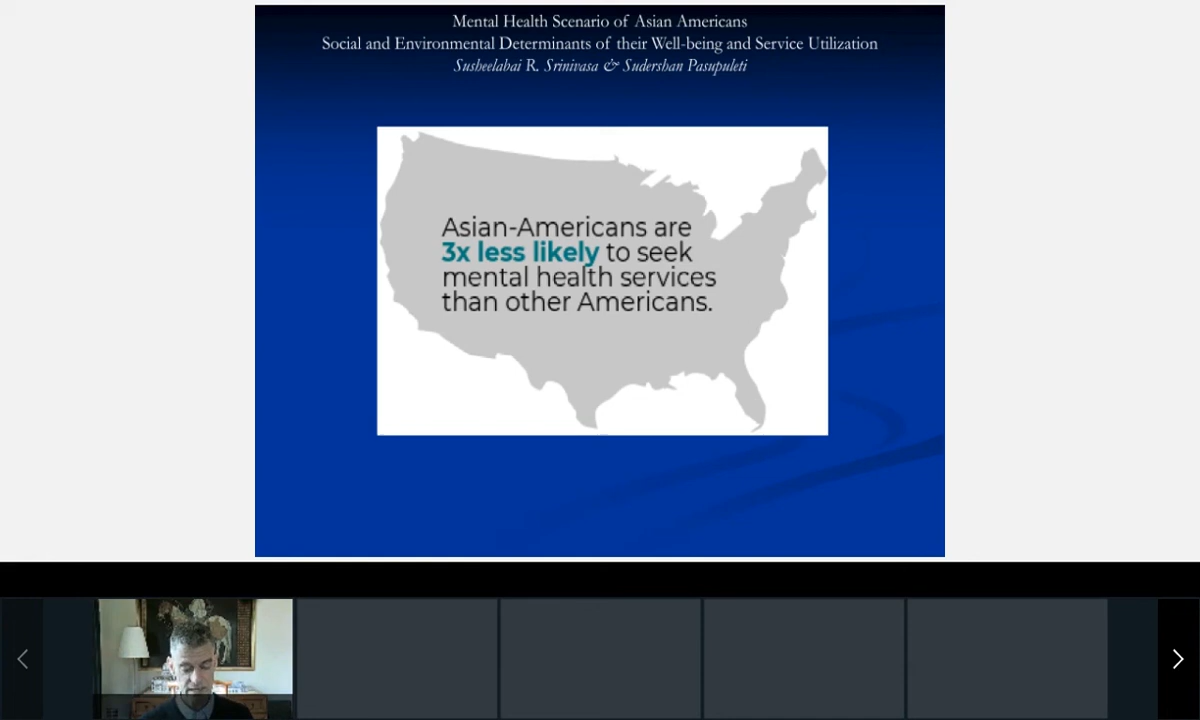 Mental Health Scenario of Asian Americans
Social and Environmental Determinants of their Well-being and Service Utilization
Susheelabai R. Srinivasa & Sudershan Pasupuleti
Asian-Americans are
3x less likely to seek
mental health services
than other Americans.